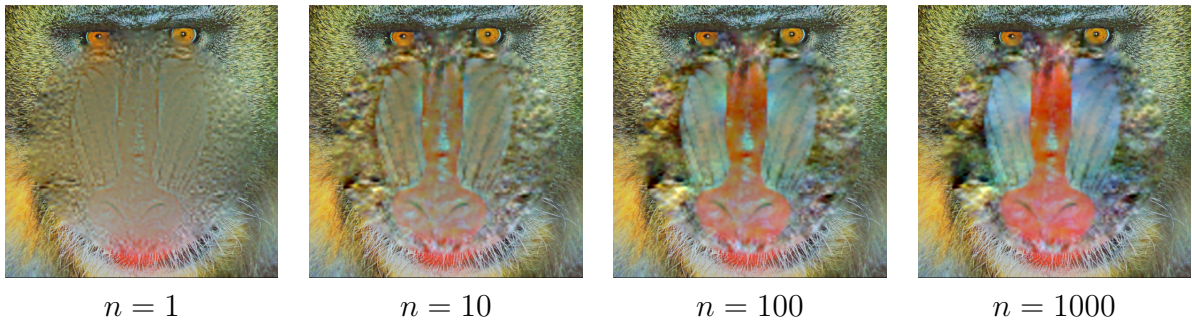 n = 1
n = 10
n = 100
n = 1000